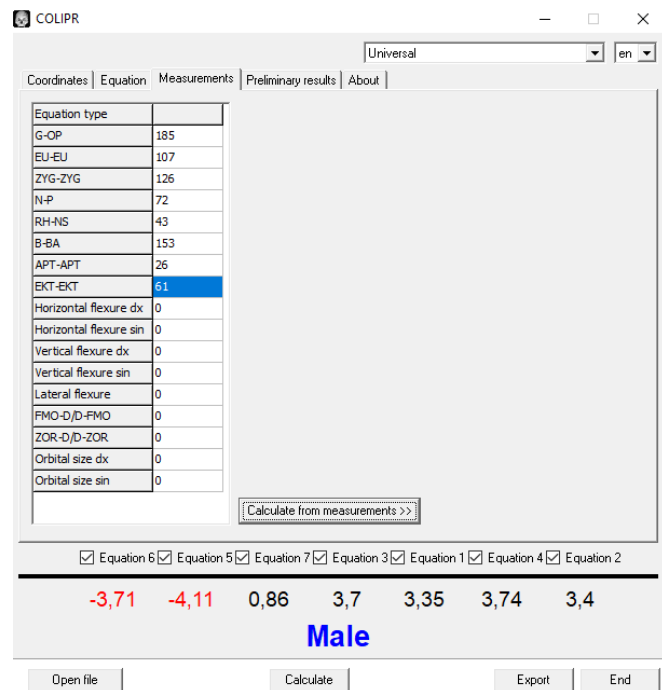 COLIPR
Universal en
Coordinates Equation Measurements Preliminary results About
Equation type
G-OP 185
EU-EU 107
ZYG-ZYG 126
N-P 72
RH-NS 43
B-BA 153
APT-APT 26
EKT-EKT 61
Horizontal flexure dx 0
Horizontal flexure sin 0
Vertical flexure dx 0
Vertical flexure sin 0
Lateral flexure 0
FMO-D/D-FMO 0
ZOR-D/D-ZOR 0
Orbital size dx 0
Orbital size sin 0
Calculate from measurements >>
Equation 6 Equation 5 Equation 7 Equation 3 Equation 1 Equation 4 Equation 2
-3,71 -4,11 0,86 3,7 3,35 3,74 3,4
Male
Open file Calculate Export End